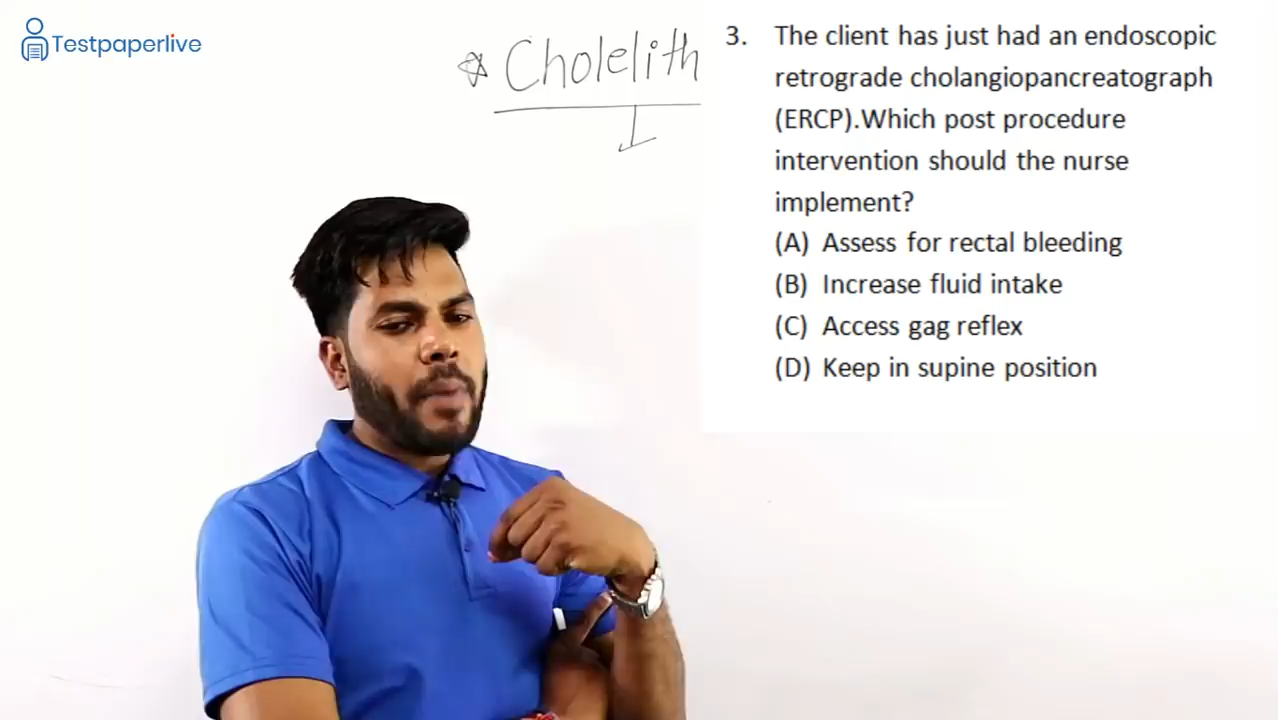 Testpaperlive
Cholelith
3. The client has just had an endoscopic
retrograde cholangiopancreatograph
(ERCP).Which post procedure
intervention should the nurse
implement?
(A) Assess for rectal bleeding
(B) Increase fluid intake
(C) Access gag reflex
(D) Keep in supine position